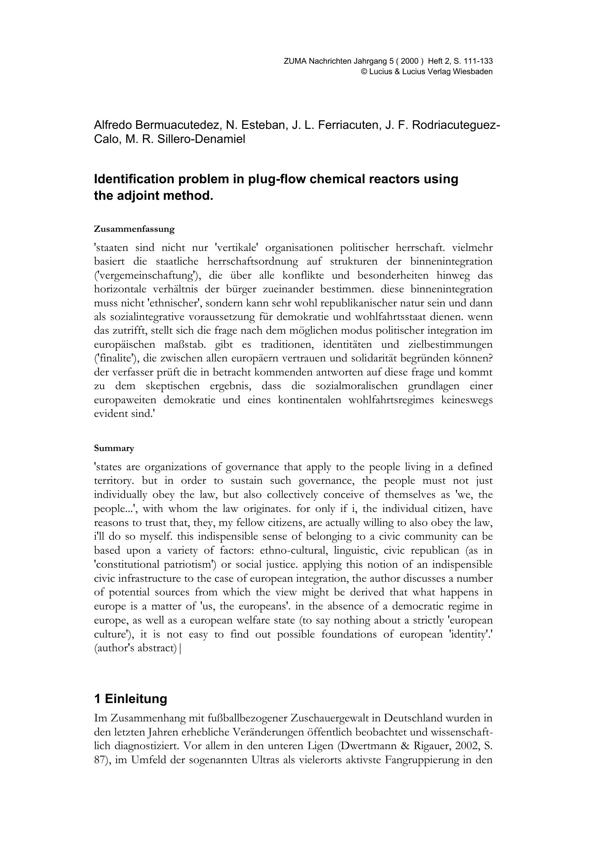 ZUMA Nachrichten Jahrgang 5 ( 2000 ) Heft 2, S. 111-133
© Lucius & Lucius Verlag Wiesbaden
Alfredo Bermuacutedez, N. Esteban, J. L. Ferriacuten, J. F. Rodriacuteguez-
Calo, M. R. Sillero-Denamiel
Identification problem in plug-flow chemical reactors using
the adjoint method.
Zusammenfassung
'staaten sind nicht nur 'vertikale' organisationen politischer herrschaft. vielmehr
basiert die staatliche herrschaftsordnung auf strukturen der binnenintegration
('vergemeinschaftung'), die über alle konflikte und besonderheiten hinweg das
horizontale verhältnis der bürger zueinander bestimmen. diese binnenintegration
muss nicht 'ethnischer', sondern kann sehr wohl republikanischer natur sein und dann
als sozialintegrative voraussetzung für demokratie und wohlfahrtsstaat dienen. wenn
das zutrifft, stellt sich die frage nach dem möglichen modus politischer integration im
europäischen maßstab. gibt es traditionen, identitäten und zielbestimmungen
('finalite'), die zwischen allen europäern vertrauen und solidarität begründen können?
der verfasser prüft die in betracht kommenden antworten auf diese frage und kommt
zu dem skeptischen ergebnis, dass die sozialmoralischen grundlagen einer
europaweiten demokratie und eines kontinentalen wohlfahrtsregimes keineswegs
evident sind.'
Summary
'states are organizations of governance that apply to the people living in a defined
territory. but in order to sustain such governance, the people must not just
individually obey the law, but also collectively conceive of themselves as 'we, the
people...', with whom the law originates. for only if i, the individual citizen, have
reasons to trust that, they, my fellow citizens, are actually willing to also obey the law,
i'll do so myself. this indispensible sense of belonging to a civic community can be
based upon a variety of factors: ethno-cultural, linguistic, civic republican (as in
'constitutional patriotism') or social justice. applying this notion of an indispensible
civic infrastructure to the case of european integration, the author discusses a number
of potential sources from which the view might be derived that what happens in
europe is a matter of 'us, the europeans'. in the absence of a democratic regime in
europe, as well as a european welfare state (to say nothing about a strictly 'european
culture'), it is not easy to find out possible foundations of european 'identity'.'
(author's abstract)|
1 Einleitung
Im Zusammenhang mit fußballbezogener Zuschauergewalt in Deutschland wurden in
den letzten Jahren erhebliche Veränderungen öffentlich beobachtet und wissenschaft-
lich diagnostiziert. Vor allem in den unteren Ligen (Dwertmann & Rigauer, 2002, S.
87), im Umfeld der sogenannten Ultras als vielerorts aktivste Fangruppierung in den